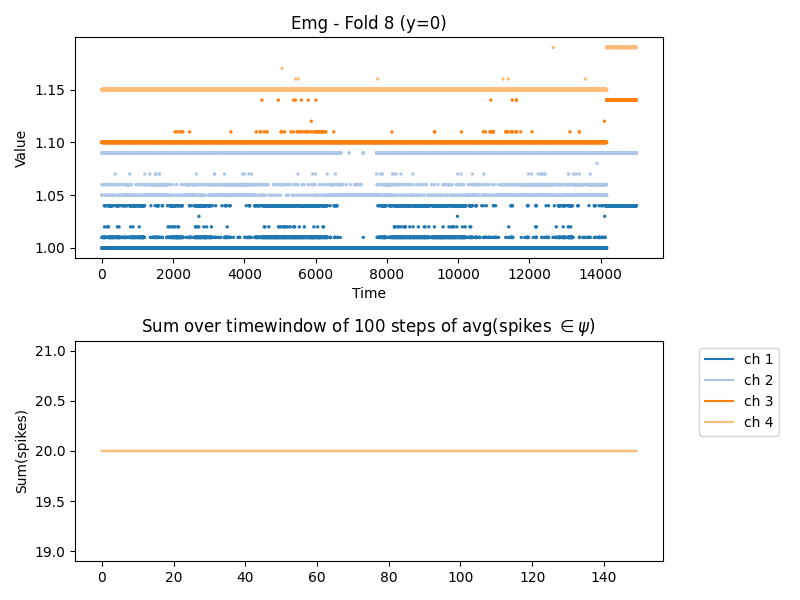 Emg - Fold 8 (y=0)
Value
1.15
1.10
1.05
1.00
0 2000 4000 6000 8000 10000 12000 14000
Time
Sum over timewindow of 100 steps of avg(spikes ∈ ψ)
Sum(spikes)
21.0
20.5
20.0
19.5
19.0
0 20 40 60 80 100 120 140
ch 1
ch 2
ch 3
ch 4